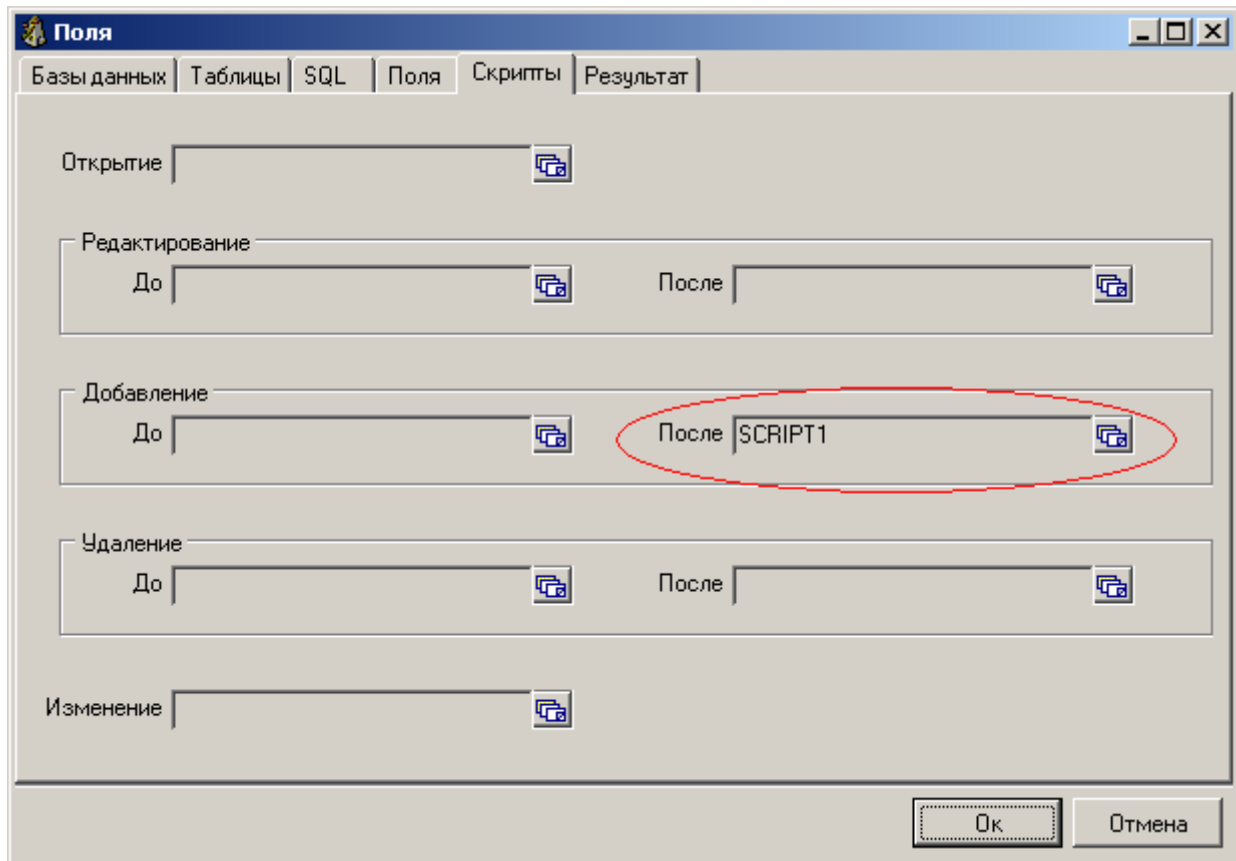 Поля
Базы данных Таблицы SQL Поля Скрипты Результат
Открытие
Редактирование
До После
Добавление
До После SCRIPT1
Удаление
До После
Изменение
Ок Отмена